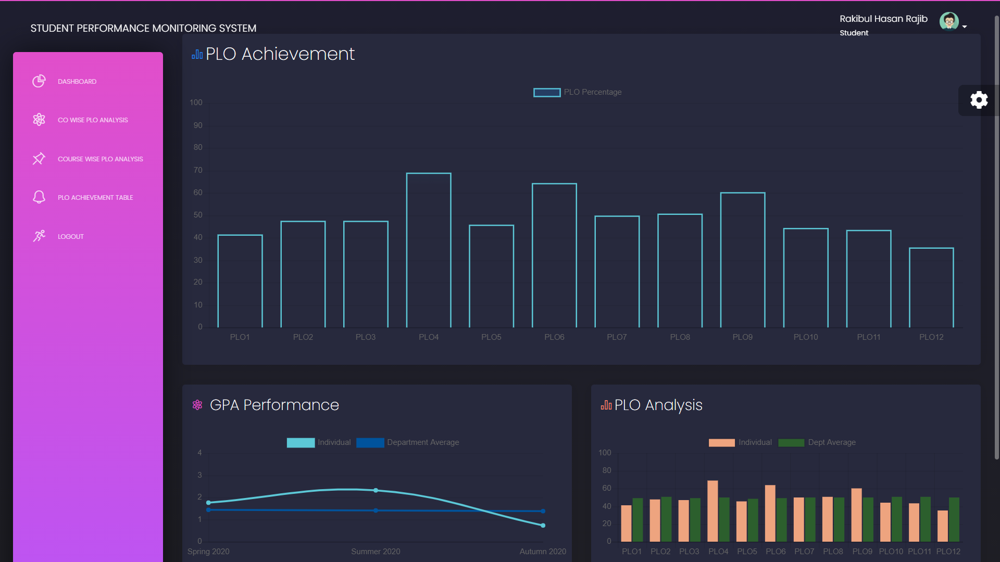 STUDENT PERFORMANCE MONITORING SYSTEM
Rakibul Hasan Rajib
Student
DASHBOARD
CO WISE PLO ANALYSIS
COURSE WISE PLO ANALYSIS
PLO ACHIEVEMENT TABLE
LOGOUT
PLO Achievement
PLO Percentage
100
90
80
70
60
50
40
30
20
10
0
PLO1 PLO2 PLO3 PLO4 PLO5 PLO6 PLO7 PLO8 PLO9 PLO10 PLO11 PLO12
GPA Performance
Individual Department Average
4
3
2
1
0
Spring 2020 Summer 2020 Autumn 2020
PLO Analysis
Individual Dept Average
100
80
60
40
20
0
PLO1 PLO2 PLO3 PLO4 PLO5 PLO6 PLO7 PLO8 PLO9 PLO10 PLO11 PLO12